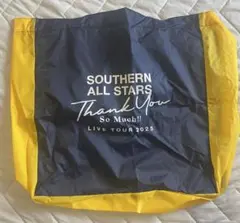 SOUTHERN
ALL STARS
Thank You
So Much!!
LIVE TOUR 2025